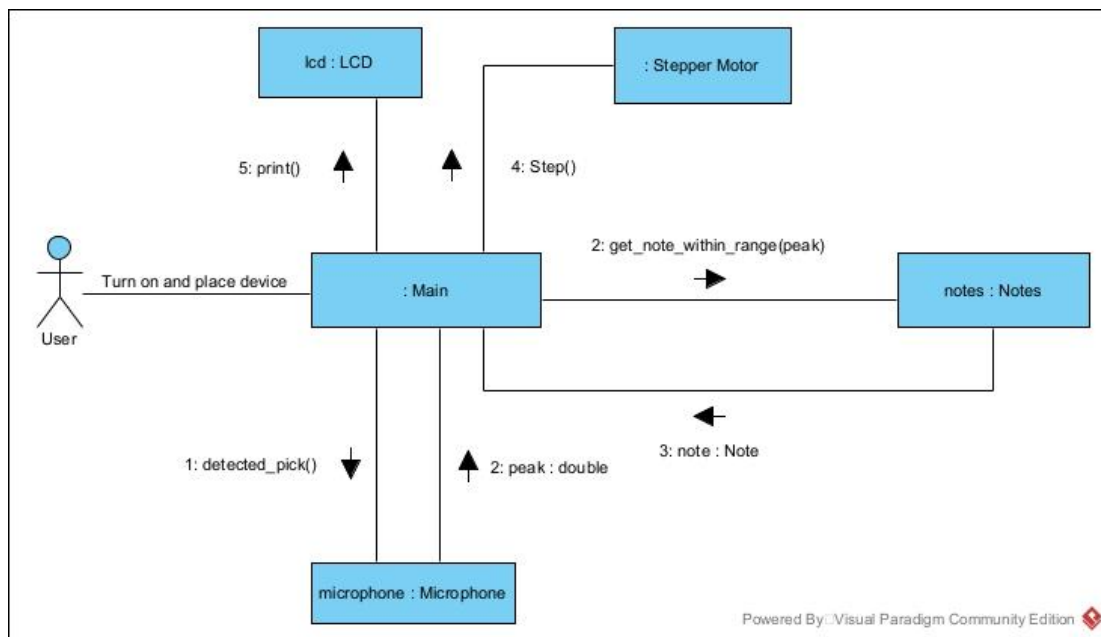 lcd : LCD
: Stepper Motor
5: print()
4: Step()
2: get_note_within_range(peak)
Turn on and place device
: Main
notes : Notes
User
3: note : Note
1: detected_pick()
2: peak : double
microphone : Microphone
Powered By Visual Paradigm Community Edition